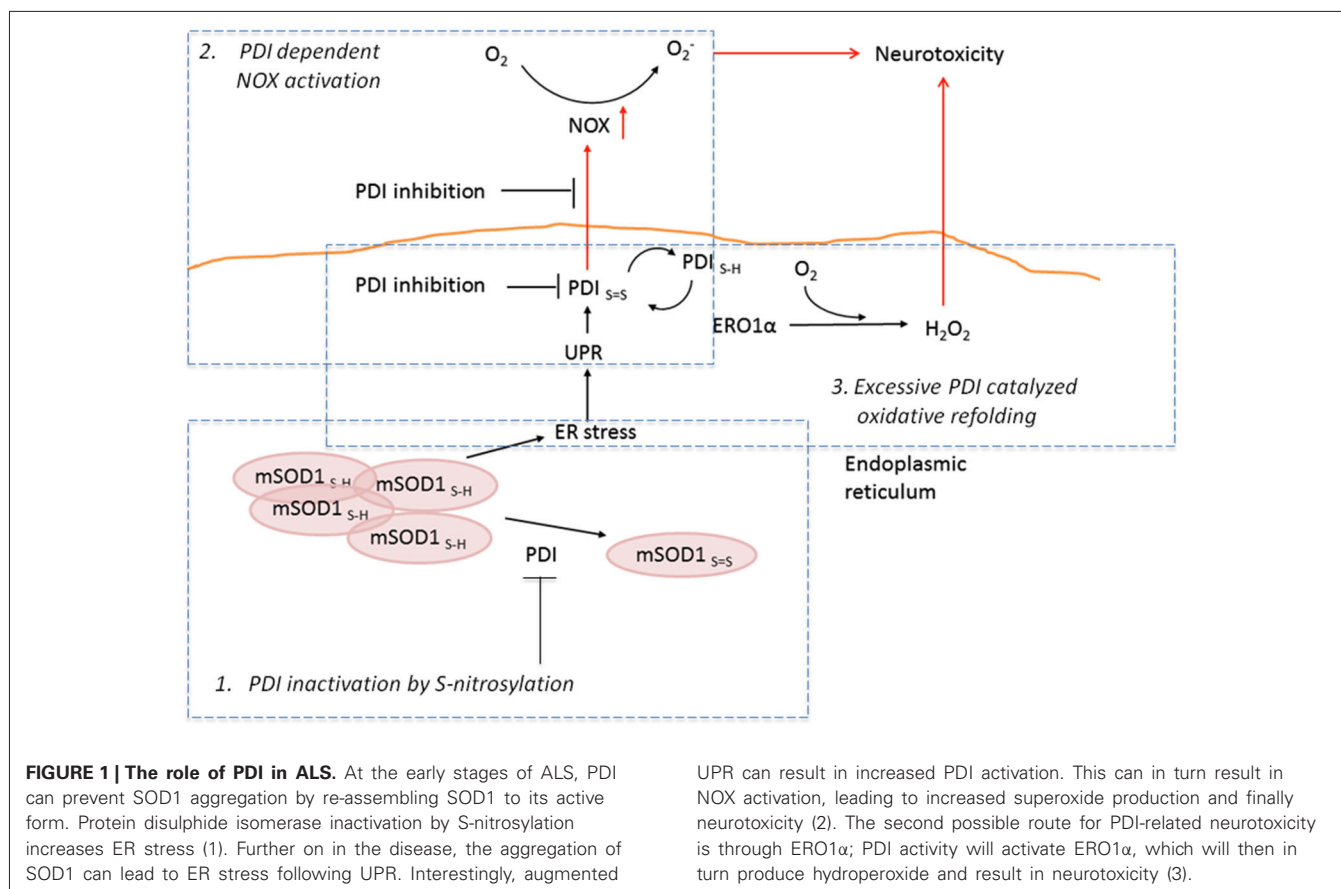 2. PDI dependent
NOX activation
O2
O2-
Neurotoxicity
NOX
PDI inhibition
PDI inhibition
PDI S=S
PDI S-H
O2
ERO1α
H2O2
UPR
3. Excessive PDI catalyzed
oxidative refolding
ER stress
Endoplasmic
reticulum
mSOD1 S-H
mSOD1 S-H
mSOD1 S-H
mSOD1 S-H
PDI
mSOD1 S=S
1. PDI inactivation by S-nitrosylation
FIGURE 1 | The role of PDI in ALS. At the early stages of ALS, PDI
can prevent SOD1 aggregation by re-assembling SOD1 to its active
form. Protein disulphide isomerase inactivation by S-nitrosylation
increases ER stress (1). Further on in the disease, the aggregation of
SOD1 can lead to ER stress following UPR. Interestingly, augmented
UPR can result in increased PDI activation. This can in turn result in
NOX activation, leading to increased superoxide production and finally
neurotoxicity (2). The second possible route for PDI-related neurotoxicity
is through ERO1α; PDI activity will activate ERO1α, which will then in
turn produce hydroperoxide and result in neurotoxicity (3).